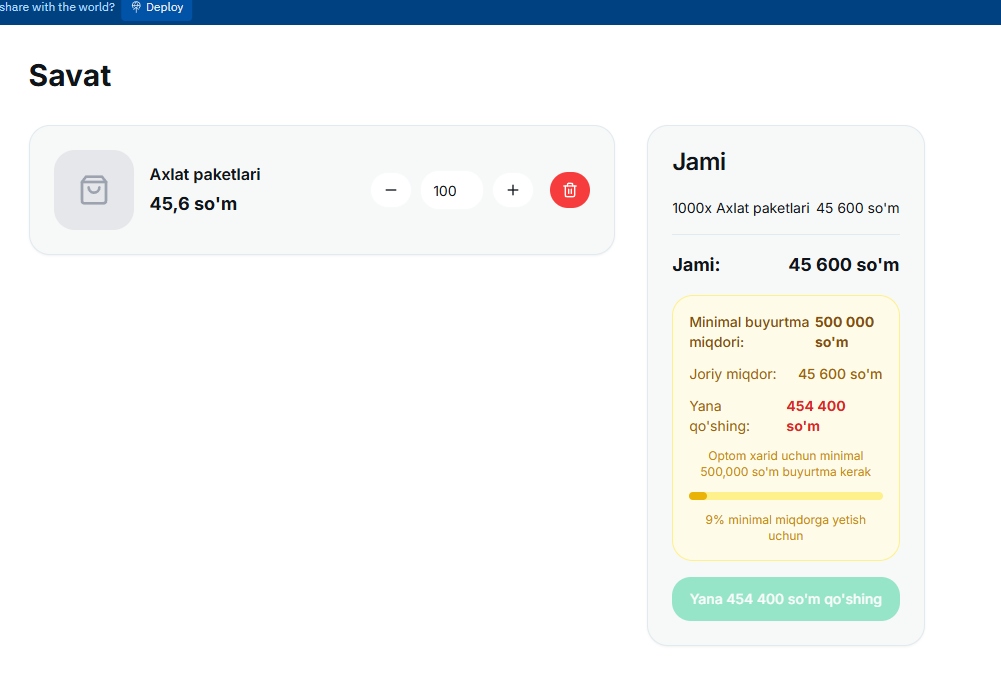 share with the world? Deploy
Savat
Axlat paketlari
45,6 so'm
100
Jami
1000x Axlat paketlari 45 600 so'm
Jami: 45 600 so'm
Minimal buyurtma miqdori: 500 000 so'm
Joriy miqdor: 45 600 so'm
Yana qo'shing: 454 400 so'm
Optom xarid uchun minimal
500,000 so'm buyurtma kerak
9% minimal miqdorga yetish
uchun
Yana 454 400 so'm qo'shing